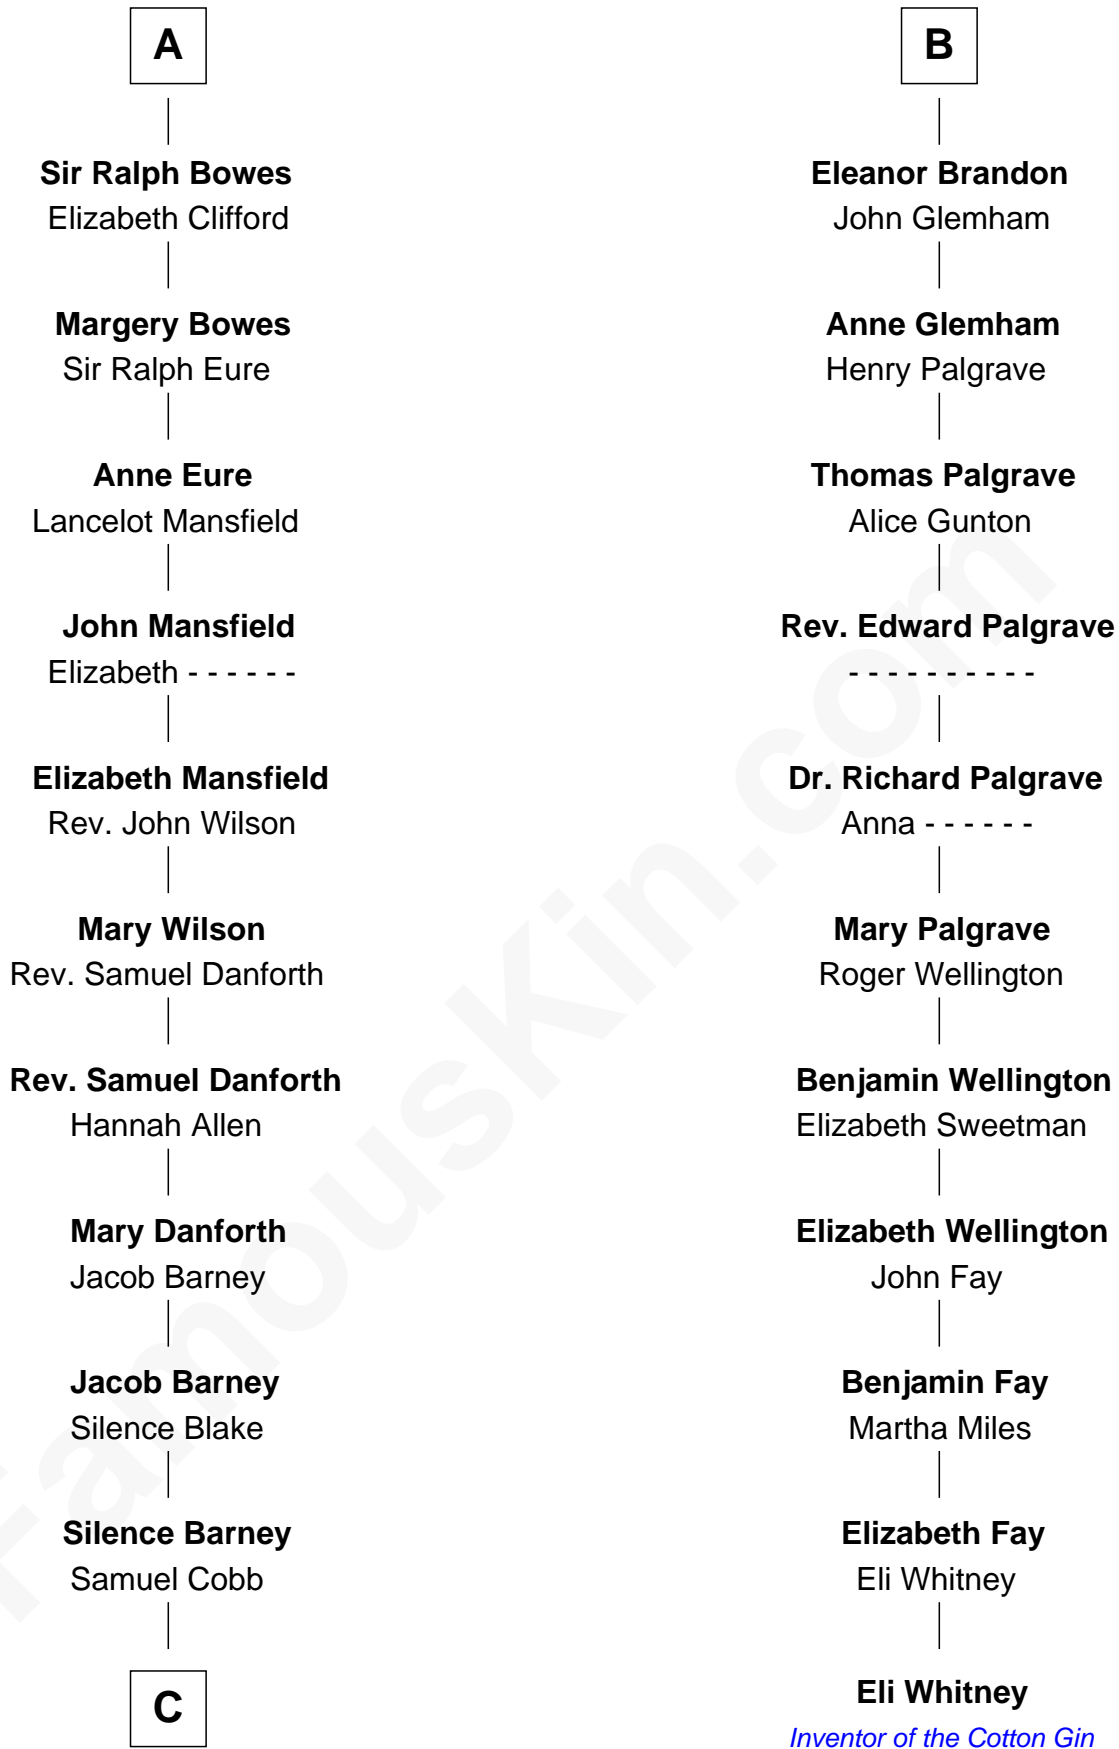 A
Sir Ralph Bowes
Elizabeth Clifford
Margery Bowes
Sir Ralph Eure
Anne Eure
Lancelot Mansfield
John Mansfield
Elizabeth - - - - - -
Elizabeth Mansfield
Rev. John Wilson
Mary Wilson
Rev. Samuel Danforth
Rev. Samuel Danforth
Hannah Allen
Mary Danforth
Jacob Barney
Jacob Barney
Silence Blake
Silence Barney
Samuel Cobb
C
B
Eleanor Brandon
John Glemham
Anne Glemham
Henry Palgrave
Thomas Palgrave
Alice Gunton
Rev. Edward Palgrave
- - - - - - - - - -
Dr. Richard Palgrave
Anna - - - - - -
Mary Palgrave
Roger Wellington
Benjamin Wellington
Elizabeth Sweetman
Elizabeth Wellington
John Fay
Benjamin Fay
Martha Miles
Elizabeth Fay
Eli Whitney
Eli Whitney
Inventor of the Cotton Gin
FamousKin.com